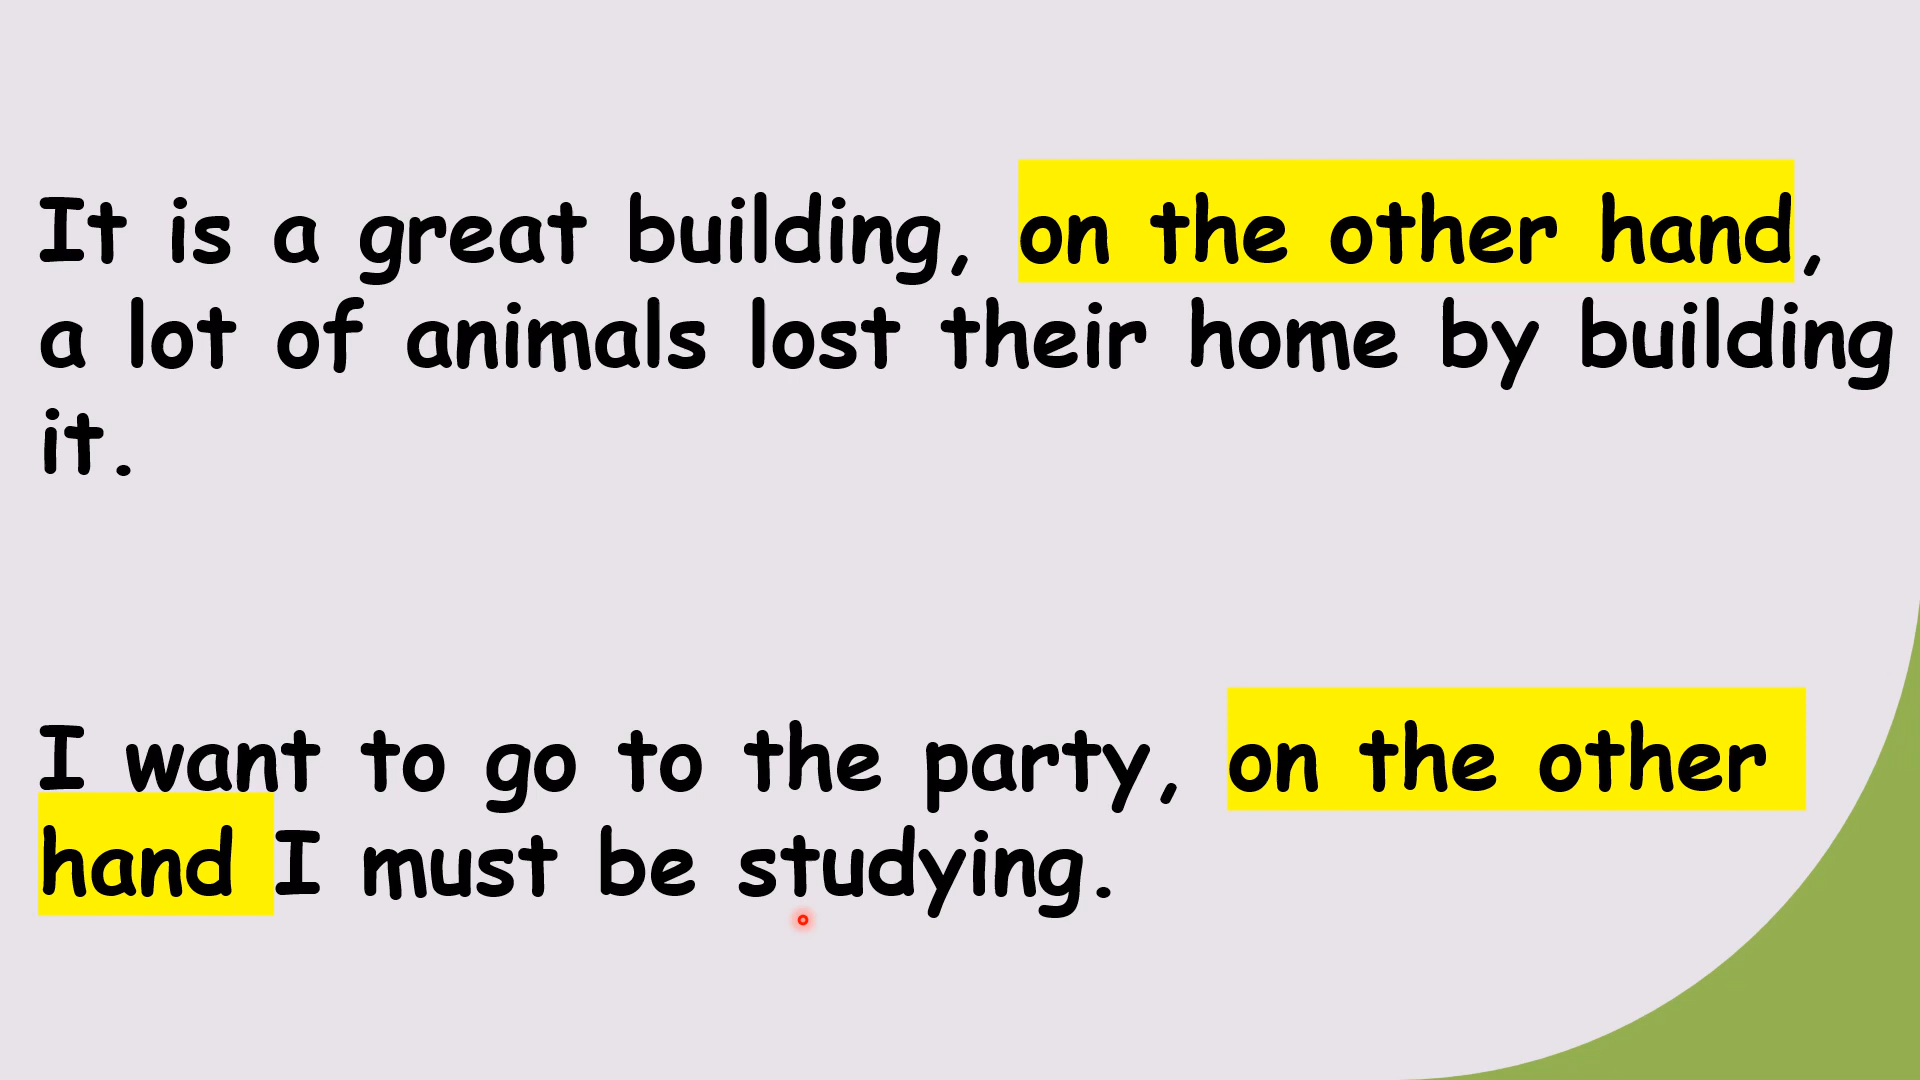 It is a great building, on the other hand,
a lot of animals lost their home by building
it.
I want to go to the party, on the other
hand I must be studying.